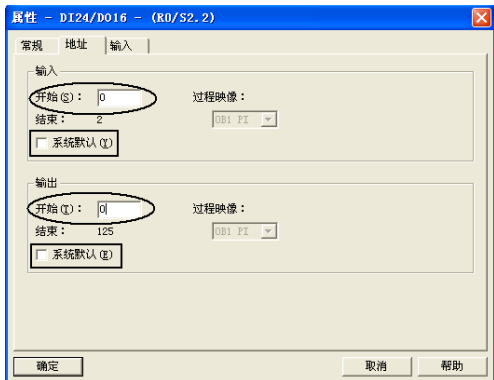 属性 - DI24/DO16 - (R0/S2.2)
常规 地址 输入
输入
开始(S)： 0 过程映像：
结束： 2 OB1 PI
系统默认(Y)
输出
开始(T)： 0 过程映像：
结束： 125 OB1 PI
系统默认(E)
确定 取消 帮助